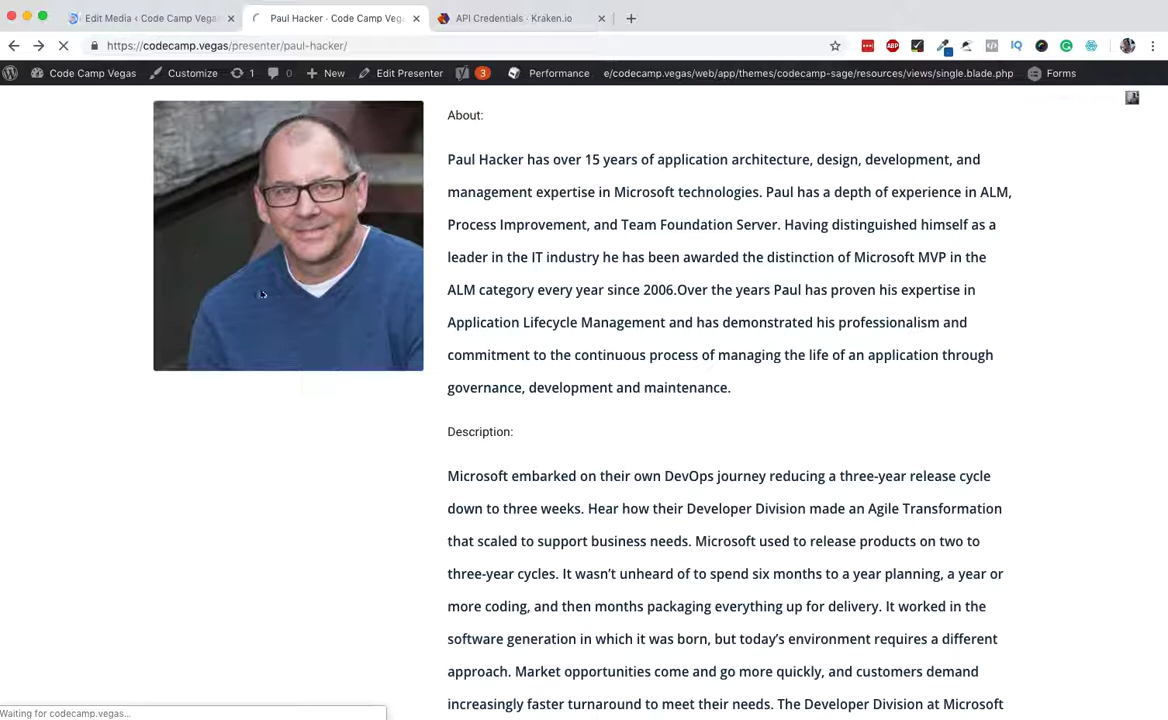 Edit Media ‹ Code Camp Vega
Paul Hacker · Code Camp Veg
API Credentials · Kraken.io
https://codecamp.vegas/presenter/paul-hacker/
ABP
IQ
Code Camp Vegas
Customize
1
0
New
Edit Presenter
3
Performance
e/codecamp.vegas/web/app/themes/codecamp-sage/resources/views/single.blade.php
Forms
About:
Paul Hacker has over 15 years of application architecture, design, development, and
management expertise in Microsoft technologies. Paul has a depth of experience in ALM,
Process Improvement, and Team Foundation Server. Having distinguished himself as a
leader in the IT industry he has been awarded the distinction of Microsoft MVP in the
ALM category every year since 2006.Over the years Paul has proven his expertise in
Application Lifecycle Management and has demonstrated his professionalism and
commitment to the continuous process of managing the life of an application through
governance, development and maintenance.
Description:
Microsoft embarked on their own DevOps journey reducing a three-year release cycle
down to three weeks. Hear how their Developer Division made an Agile Transformation
that scaled to support business needs. Microsoft used to release products on two to
three-year cycles. It wasn’t unheard of to spend six months to a year planning, a year or
more coding, and then months packaging everything up for delivery. It worked in the
software generation in which it was born, but today’s environment requires a different
approach. Market opportunities come and go more quickly, and customers demand
increasingly faster turnaround to meet their needs. The Developer Division at Microsoft
Waiting for codecamp.vegas...